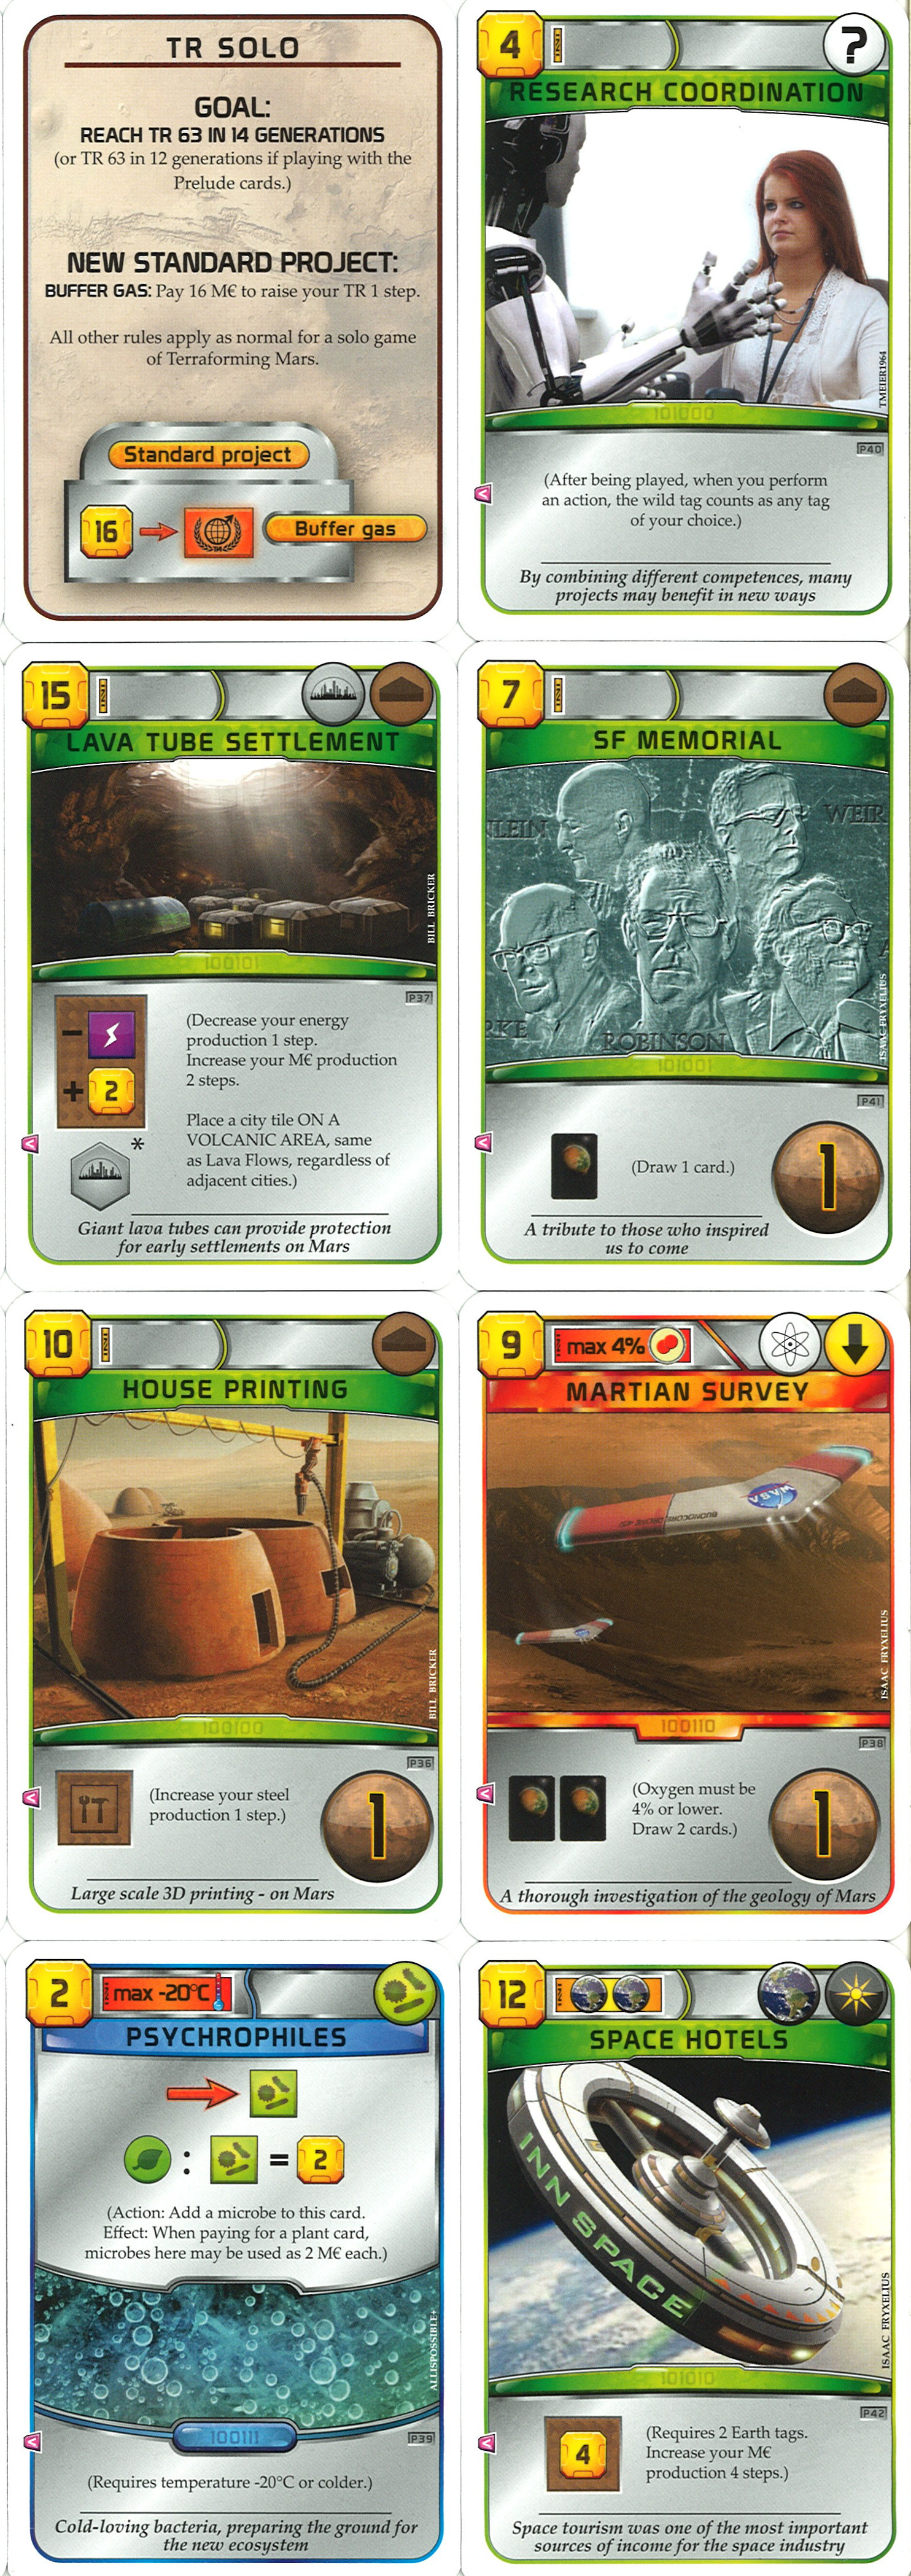 TR SOLO
GOAL:
REACH TR 63 IN 14 GENERATIONS
(or TR 63 in 12 generations if playing with the
Prelude cards.)
NEW STANDARD PROJECT:
BUFFER GAS: Pay 16 M€ to raise your TR 1 step.
All other rules apply as normal for a solo game
of Terraforming Mars.
Standard project
16
Buffer gas
4
?
RESEARCH COORDINATION
TMEIER1964
101000
P40
(After being played, when you perform
an action, the wild tag counts as any tag
of your choice.)
By combining different competences, many
projects may benefit in new ways
15
LAVA TUBE SETTLEMENT
BILL BRICKER
100101
P37
(Decrease your energy
production 1 step.
Increase your M€ production
2 steps.
- 
+ 2
*
Place a city tile ON A
VOLCANIC AREA, same
as Lava Flows, regardless of
adjacent cities.)
Giant lava tubes can provide protection
for early settlements on Mars
7
SF MEMORIAL
NLEIN
WEIR
RKE
ROBINSON
A
ISAAC FRYXELIUS
101001
P41
(Draw 1 card.)
1
A tribute to those who inspired
us to come
10
HOUSE PRINTING
BILL BRICKER
100100
P36
(Increase your steel
production 1 step.)
1
Large scale 3D printing - on Mars
9
max 4%
MARTIAN SURVEY
ISAAC FRYXELIUS
100110
P38
(Oxygen must be
4% or lower.
Draw 2 cards.)
1
A thorough investigation of the geology of Mars
2
max -20°C
PSYCHROPHILES
: = 2
(Action: Add a microbe to this card.
Effect: When paying for a plant card,
microbes here may be used as 2 M€ each.)
ALLISPOSSIBLE
100111
P39
(Requires temperature -20°C or colder.)
Cold-loving bacteria, preparing the ground for
the new ecosystem
12
SPACE HOTELS
INN SPACE
ISAAC FRYXELIUS
101010
P42
4
(Requires 2 Earth tags.
Increase your M€
production 4 steps.)
Space tourism was one of the most important
sources of income for the space industry